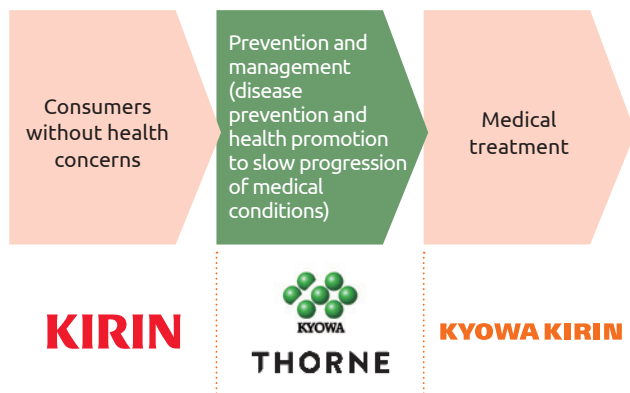 Consumers
without health
concerns
Prevention and
management
(disease
prevention and
health promotion
to slow progression
of medical
conditions)
Medical
treatment
KIRIN
KYOWA
THORNE
KYOWA KIRIN